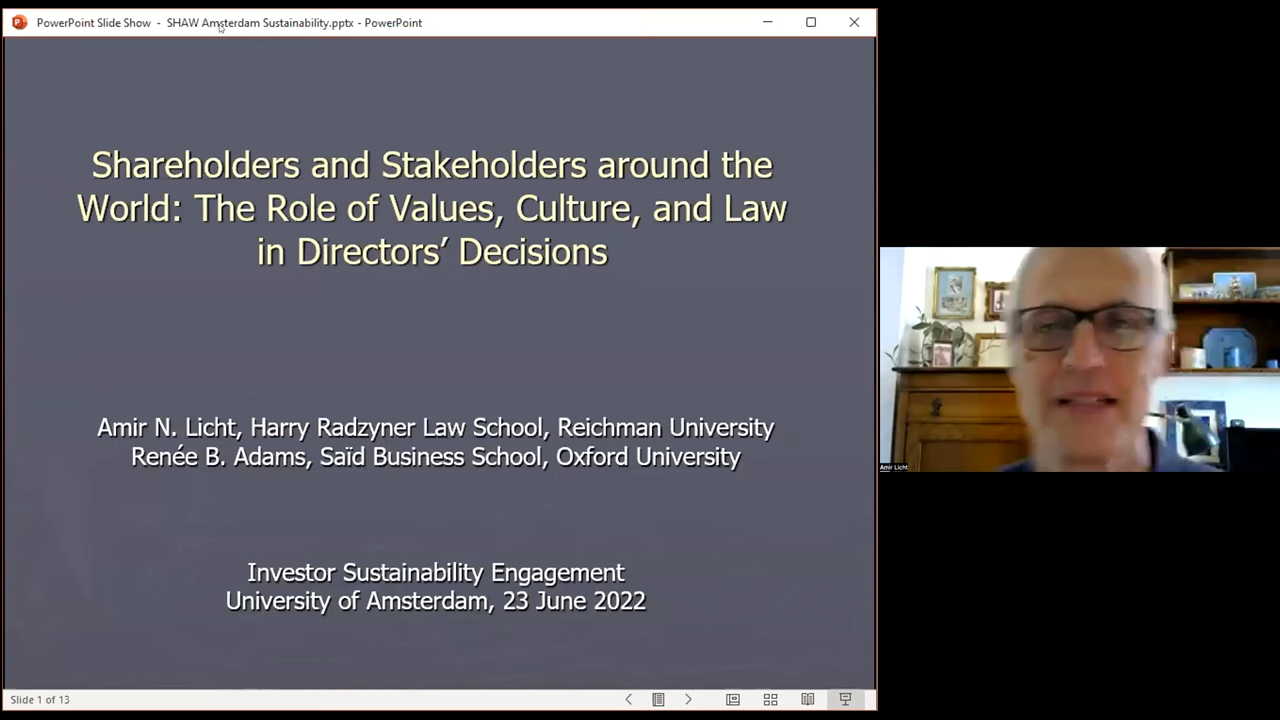 PowerPoint Slide Show - SHAW Amsterdam Sustainability.pptx - PowerPoint
Shareholders and Stakeholders around the
World: The Role of Values, Culture, and Law
in Directors’ Decisions
Amir N. Licht, Harry Radzyner Law School, Reichman University
Renée B. Adams, Saïd Business School, Oxford University
Investor Sustainability Engagement
University of Amsterdam, 23 June 2022
Amir Licht
Slide 1 of 13